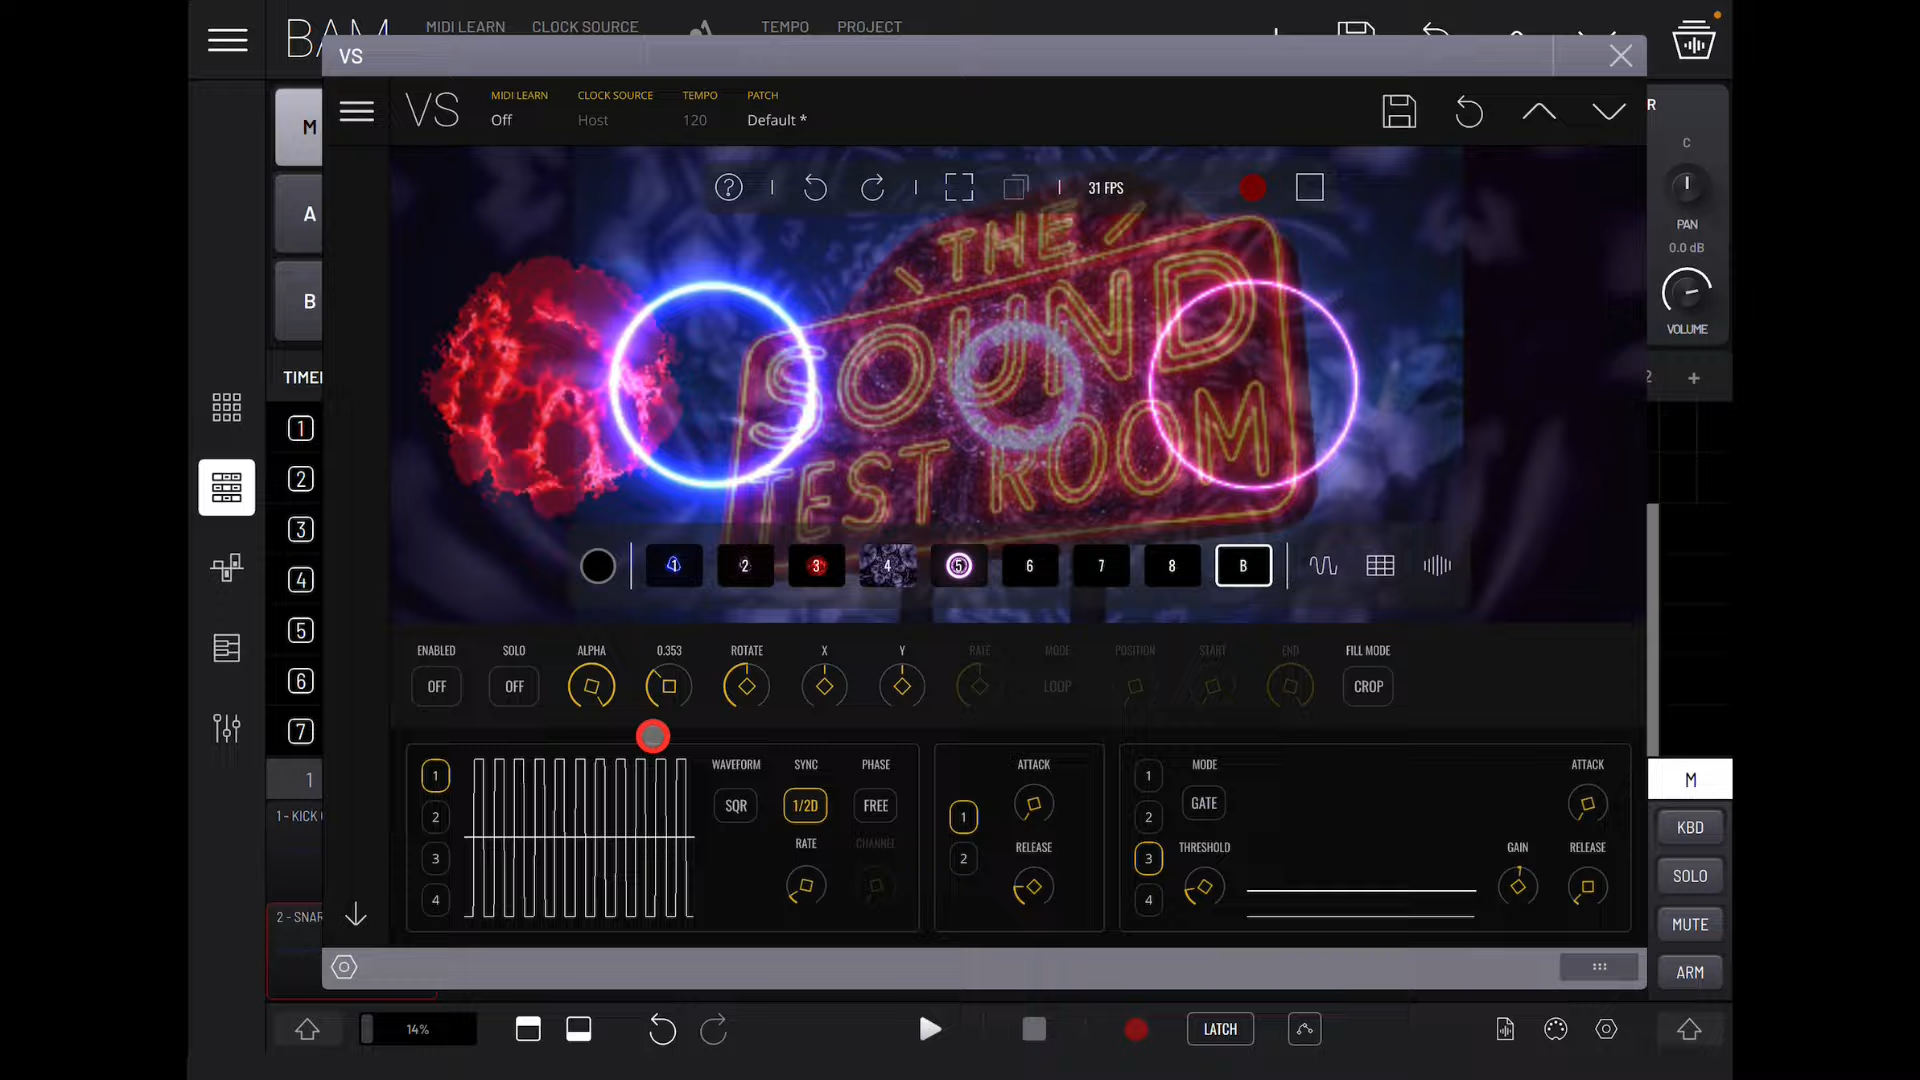 BAM MIDI LEARN CLOCK SOURCE TEMPO PROJECT
VS
VS
MIDI LEARN CLOCK SOURCE TEMPO PATCH
Off Host 120 Default *
M
A
B
R
C
PAN
0.0 dB
VOLUME
31 FPS
THE
SOUND
TEST ROOM
1 2 3 4 5 6 7 8 B
TIME
2 +
1
2
3
4
5
6
7
ENABLED SOLO ALPHA 0.353 ROTATE X Y RATE MODE POSITION START END FILL MODE
OFF OFF LOOP CROP
1
2
3
4
WAVEFORM SYNC PHASE
SQR 1/2D FREE
RATE CHANNEL
1
2
ATTACK
RELEASE
1
2
3
4
MODE
GATE
THRESHOLD
GAIN
ATTACK
RELEASE
1
1 - KICK
2 - SNAR
M
KBD
SOLO
MUTE
ARM
14%
LATCH